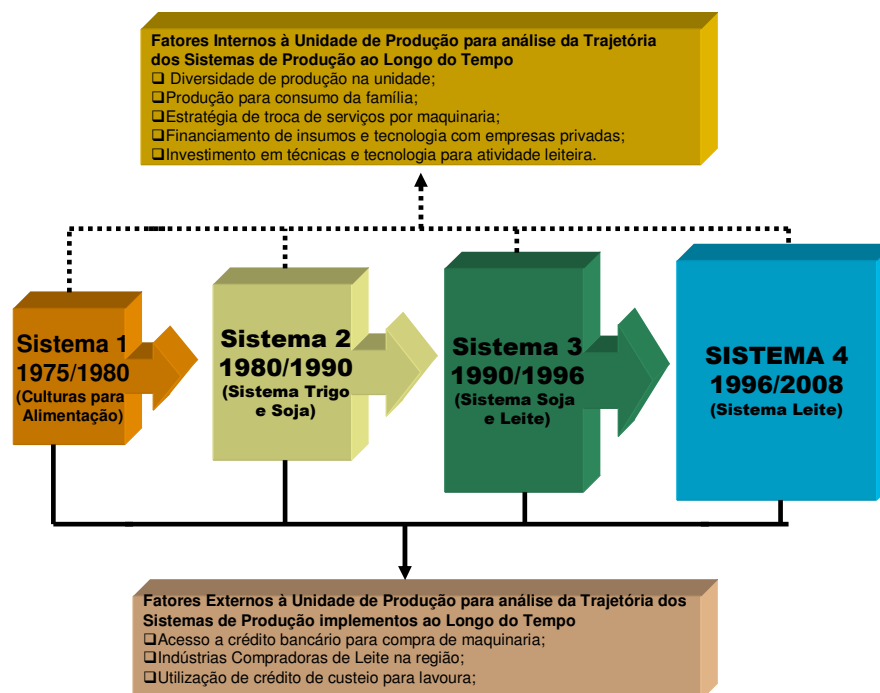 Fatores Internos à Unidade de Produção para análise da Trajetória
dos Sistemas de Produção ao Longo do Tempo
❑ Diversidade de produção na unidade;
❑Produção para consumo da família;
❑Estratégia de troca de serviços por maquinaria;
❑Financiamento de insumos e tecnologia com empresas privadas;
❑Investimento em técnicas e tecnologia para atividade leiteira.
Sistema 1
1975/1980
(Culturas para
Alimentação)
Sistema 2
1980/1990
(Sistema Trigo
e Soja)
Sistema 3
1990/1996
(Sistema Soja
e Leite)
SISTEMA 4
1996/2008
(Sistema Leite)
Fatores Externos à Unidade de Produção para análise da Trajetória dos
Sistemas de Produção implementos ao Longo do Tempo
❑Acesso a crédito bancário para compra de maquinaria;
❑Indústrias Compradoras de Leite na região;
❑Utilização de crédito de custeio para lavoura;